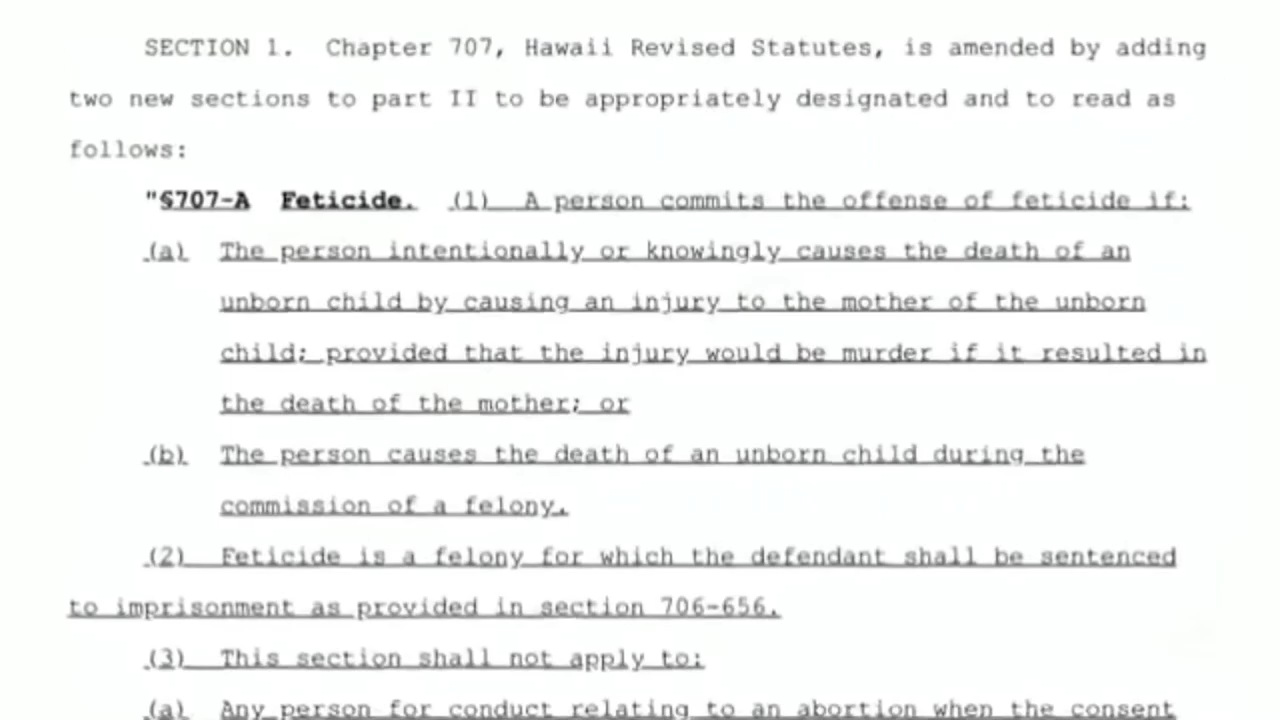 SECTION 1. Chapter 707, Hawaii Revised Statutes, is amended by adding
two new sections to part II to be appropriately designated and to read as
follows:
"§707-A Feticide. (1) A person commits the offense of feticide if:
(a) The person intentionally or knowingly causes the death of an
unborn child by causing an injury to the mother of the unborn
child; provided that the injury would be murder if it resulted in
the death of the mother; or
(b) The person causes the death of an unborn child during the
commission of a felony.
(2) Feticide is a felony for which the defendant shall be sentenced
to imprisonment as provided in section 706-656.
(3) This section shall not apply to:
(a) Any person for conduct relating to an abortion when the consent